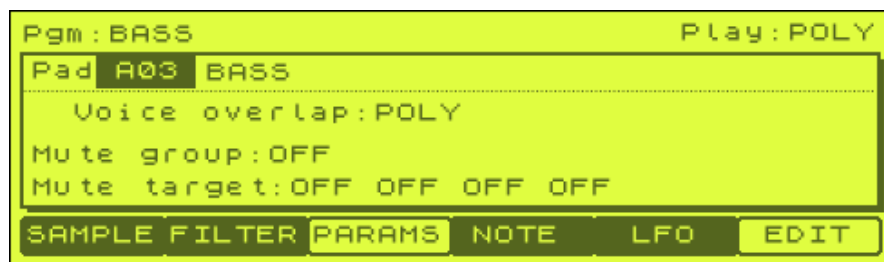 Pgm:BASS Play:POLY
Pad A03 BASS
Voice overlap:POLY
Mute group:OFF
Mute target:OFF OFF OFF OFF
SAMPLE FILTER PARAMS NOTE LFO EDIT